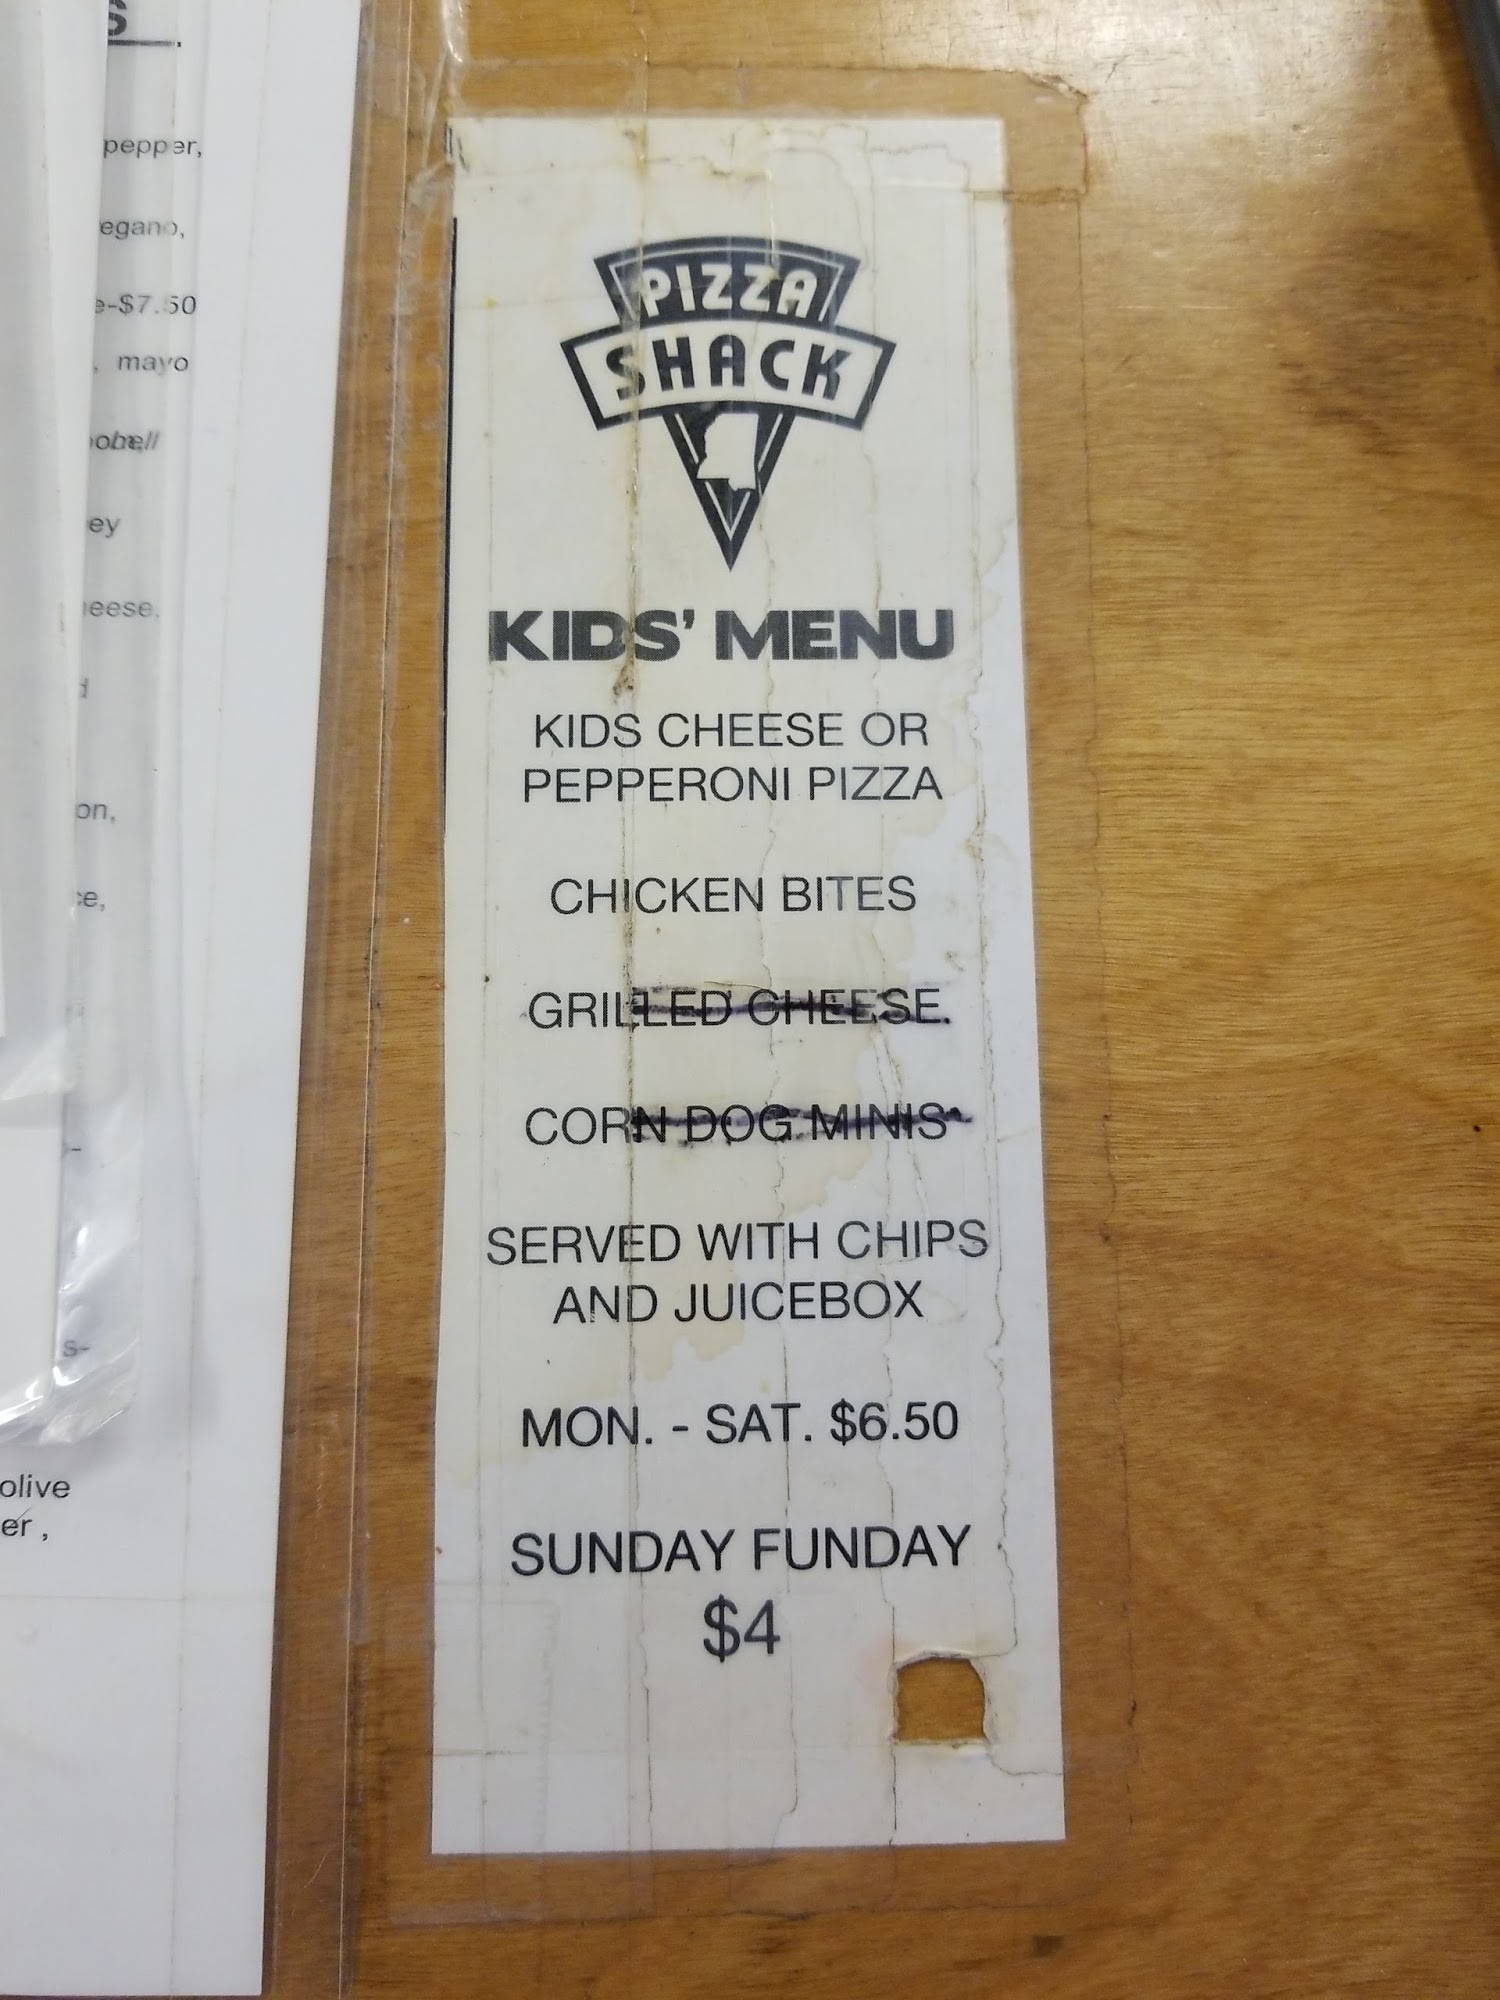 S
pepper,
egano,
e-$7.50
, mayo
ey
heese.
d
on,
ce,
-
s-
olive
er ,
PIZZA
SHACK
KIDS' MENU
KIDS CHEESE OR
PEPPERONI PIZZA
CHICKEN BITES
GRILLED CHEESE.
CORN DOG MINIS
SERVED WITH CHIPS
AND JUICEBOX
MON. - SAT. $6.50
SUNDAY FUNDAY
$4